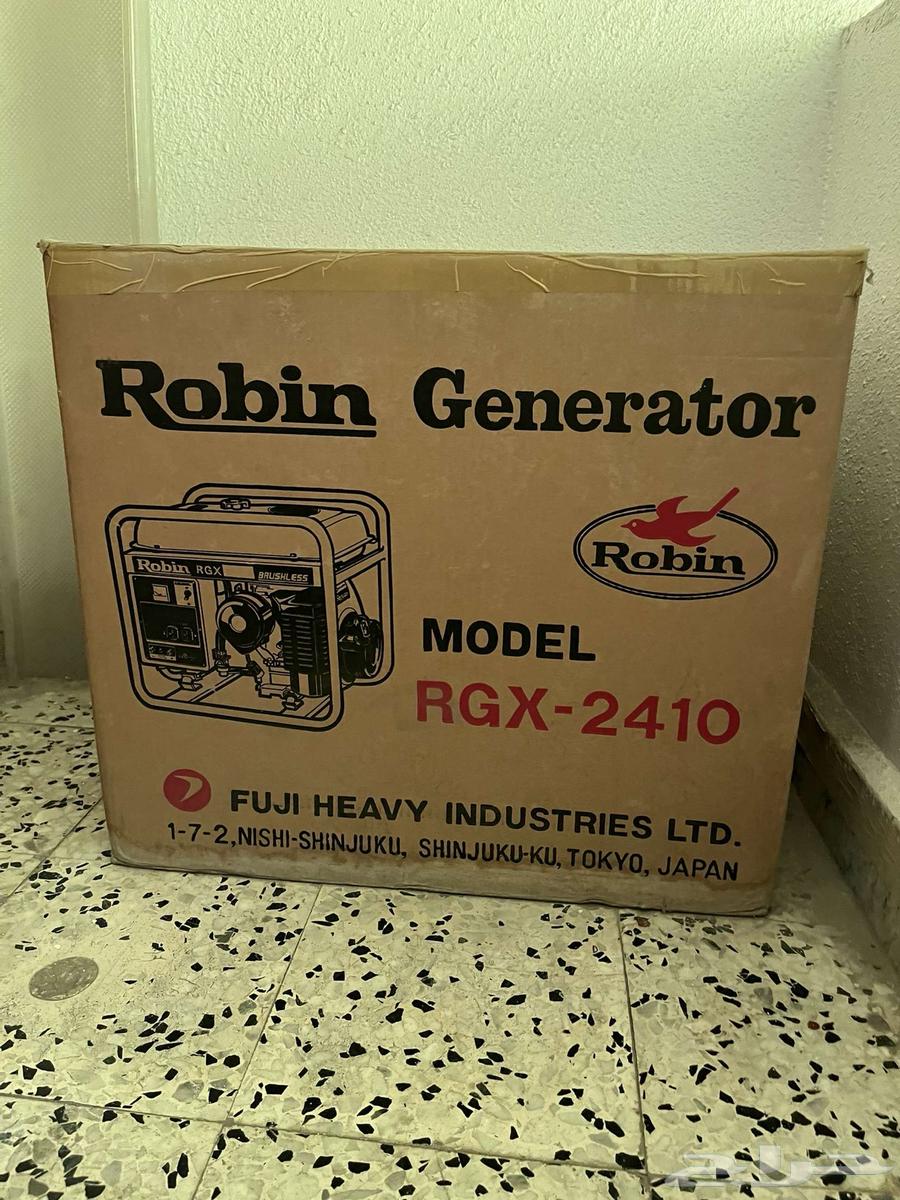 Robin Generator
Robin RGX
BRUSHLESS
Robin
MODEL
RGX-2410
FUJI HEAVY INDUSTRIES LTD.
1-7-2, NISHI-SHINJUKU, SHINJUKU-KU, TOKYO, JAPAN
حراج